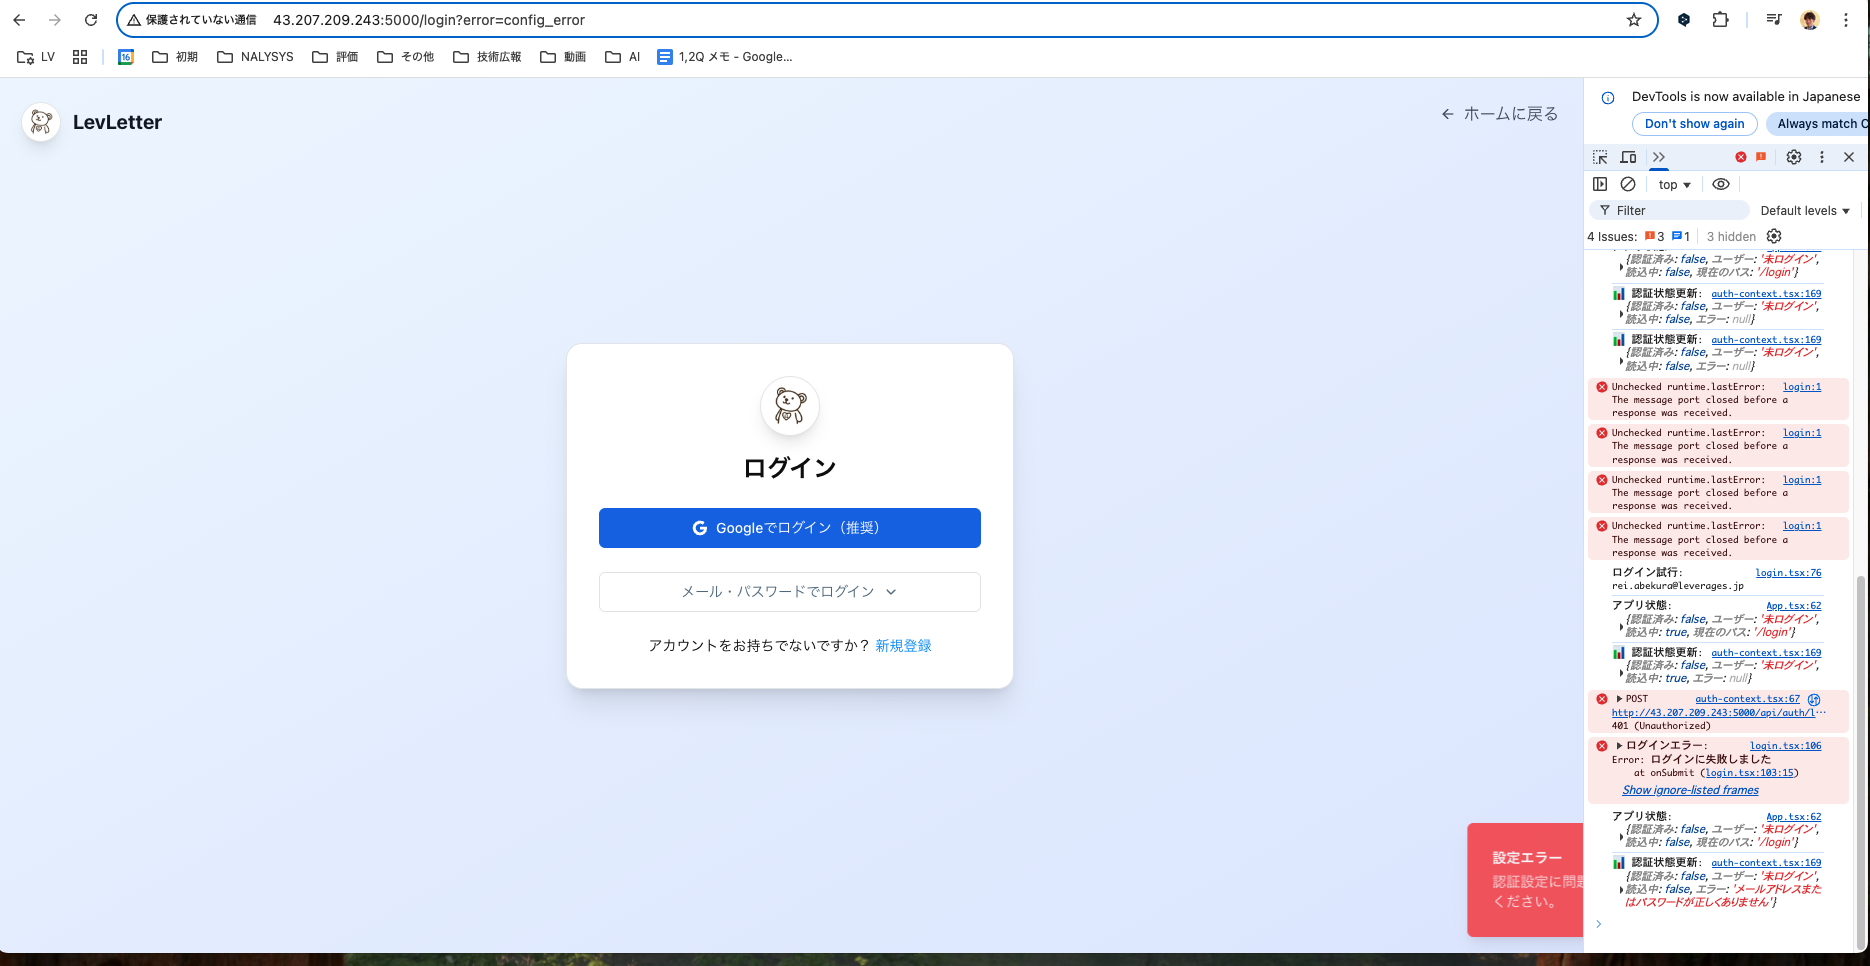 保護されていない通信 43.207.209.243:5000/login?error=config_error
LV 16 初期 NALYSYS 評価 その他 技術広報 動画 AI 1,2Q メモ - Google...
LevLetter
ホームに戻る
ログイン
G Googleでログイン（推奨）
メール・パスワードでログイン
アカウントをお持ちでないですか？ 新規登録
設定エラー
認証設定に問題
ください。
DevTools is now available in Japanese
Don't show again Always match C
top
Filter Default levels
4 Issues: 3 1 3 hidden
{認証済み: false, ユーザー: '未ログイン',
読込中: false, 現在のパス: '/login'}
認証状態更新: auth-context.tsx:169
{認証済み: false, ユーザー: '未ログイン',
読込中: false, エラー: null}
認証状態更新: auth-context.tsx:169
{認証済み: false, ユーザー: '未ログイン',
読込中: false, エラー: null}
Unchecked runtime.lastError: login:1
The message port closed before a
response was received.
Unchecked runtime.lastError: login:1
The message port closed before a
response was received.
Unchecked runtime.lastError: login:1
The message port closed before a
response was received.
Unchecked runtime.lastError: login:1
The message port closed before a
response was received.
ログイン試行: login.tsx:76
rei.abekura@leverages.jp
アプリ状態: App.tsx:62
{認証済み: false, ユーザー: '未ログイン',
読込中: true, 現在のパス: '/login'}
認証状態更新: auth-context.tsx:169
{認証済み: false, ユーザー: '未ログイン',
読込中: true, エラー: null}
POST auth-context.tsx:67
http://43.207.209.243:5000/api/auth/l…
401 (Unauthorized)
ログインエラー: login.tsx:106
Error: ログインに失敗しました
at onSubmit (login.tsx:103:15)
Show ignore-listed frames
アプリ状態: App.tsx:62
{認証済み: false, ユーザー: '未ログイン',
読込中: false, 現在のパス: '/login'}
認証状態更新: auth-context.tsx:169
{認証済み: false, ユーザー: '未ログイン',
読込中: false, エラー: 'メールアドレスまた
はパスワードが正しくありません'}